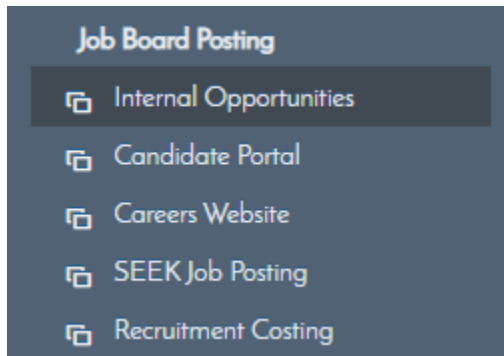 Job Board Posting
Internal Opportunities
Candidate Portal
Careers Website
SEEK Job Posting
Recruitment Costing